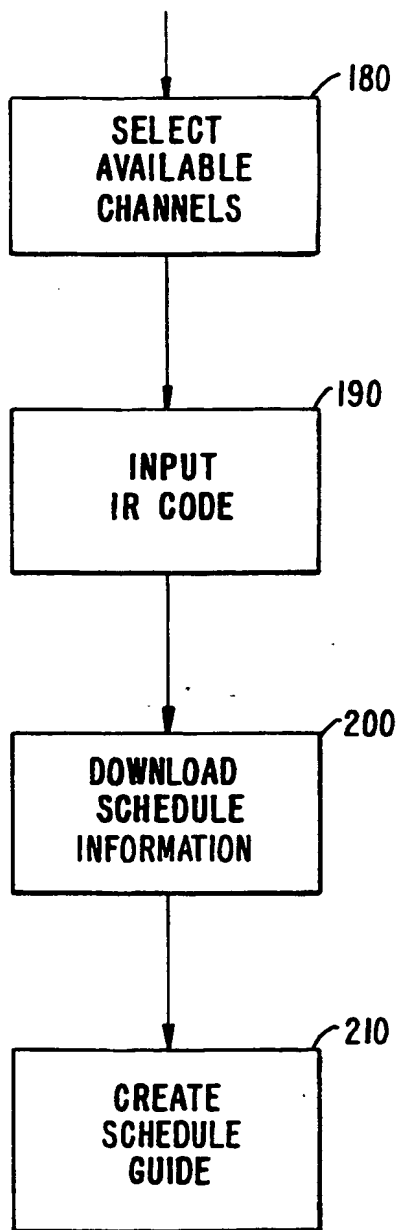 180
SELECT
AVAILABLE
CHANNELS
190
INPUT
IR CODE
200
DOWNLOAD
SCHEDULE
INFORMATION
210
CREATE
SCHEDULE
GUIDE